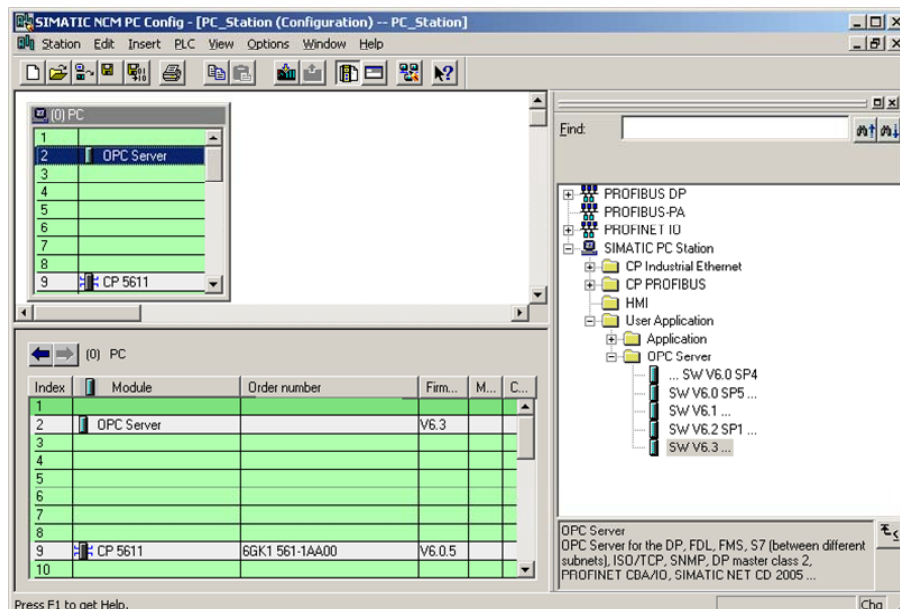 SIMATIC NCM PC Config - [PC_Station (Configuration) -- PC_Station]
Station Edit Insert PLC View Options Window Help
(0) PC
1
2 OPC Server
3
4
5
6
7
8
9 CP 5611
Find:
PROFIBUS DP
PROFIBUS-PA
PROFINET IO
SIMATIC PC Station
CP Industrial Ethernet
CP PROFIBUS
HMI
User Application
Application
OPC Server
... SW V6.0 SP4
SW V6.0 SP5 ...
SW V6.1 ...
SW V6.2 SP1 ...
SW V6.3 ...
(0) PC
Index Module Order number Firm... M... C...
1
2 OPC Server V6.3
3
4
5
6
7
8
9 CP 5611 6GK1 561-1AA00 V6.0.5
10
OPC Server
OPC Server for the DP, FDL, FMS, S7 (between different
subnets), ISO/TCP, SNMP, DP master class 2,
PROFINET CBA/IO, SIMATIC NET CD 2005 ...
Press F1 to get Help.
Chg